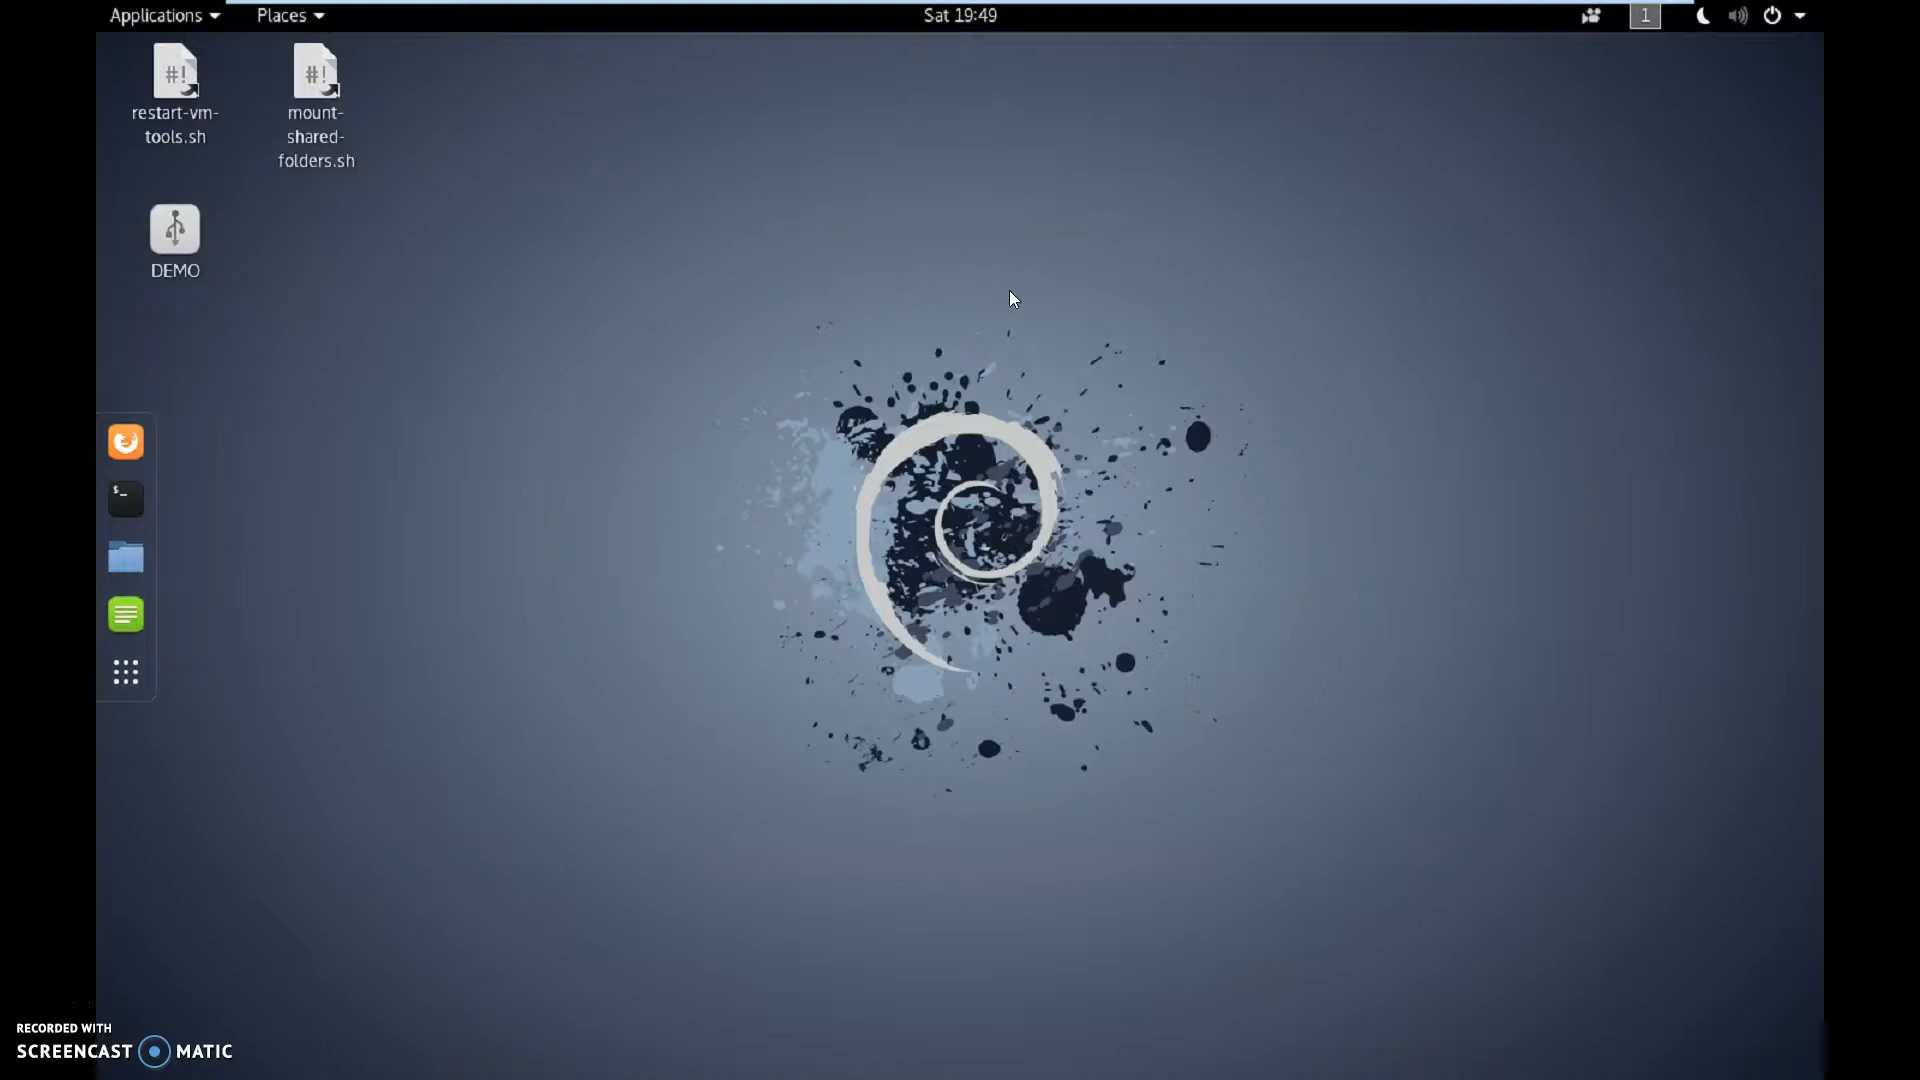 Applications Places Sat 19:49 1
restart-vm-
tools.sh
mount-
shared-
folders.sh
DEMO
$_
RECORDED WITH
SCREENCAST MATIC